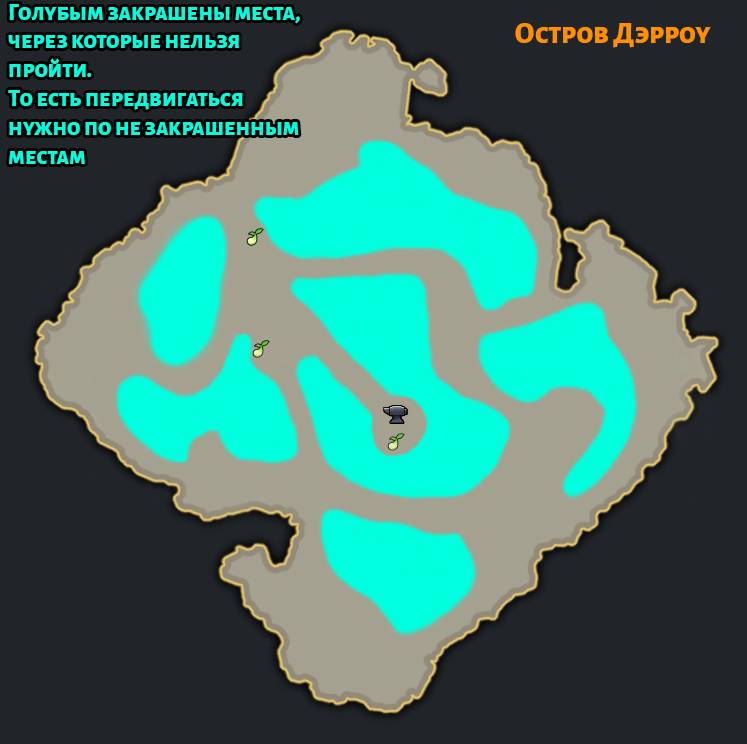 Голубым закрашены места,
через которые нельзя
пройти.
То есть передвигаться
нужно по не закрашенным
местам
Остров Дэрроу